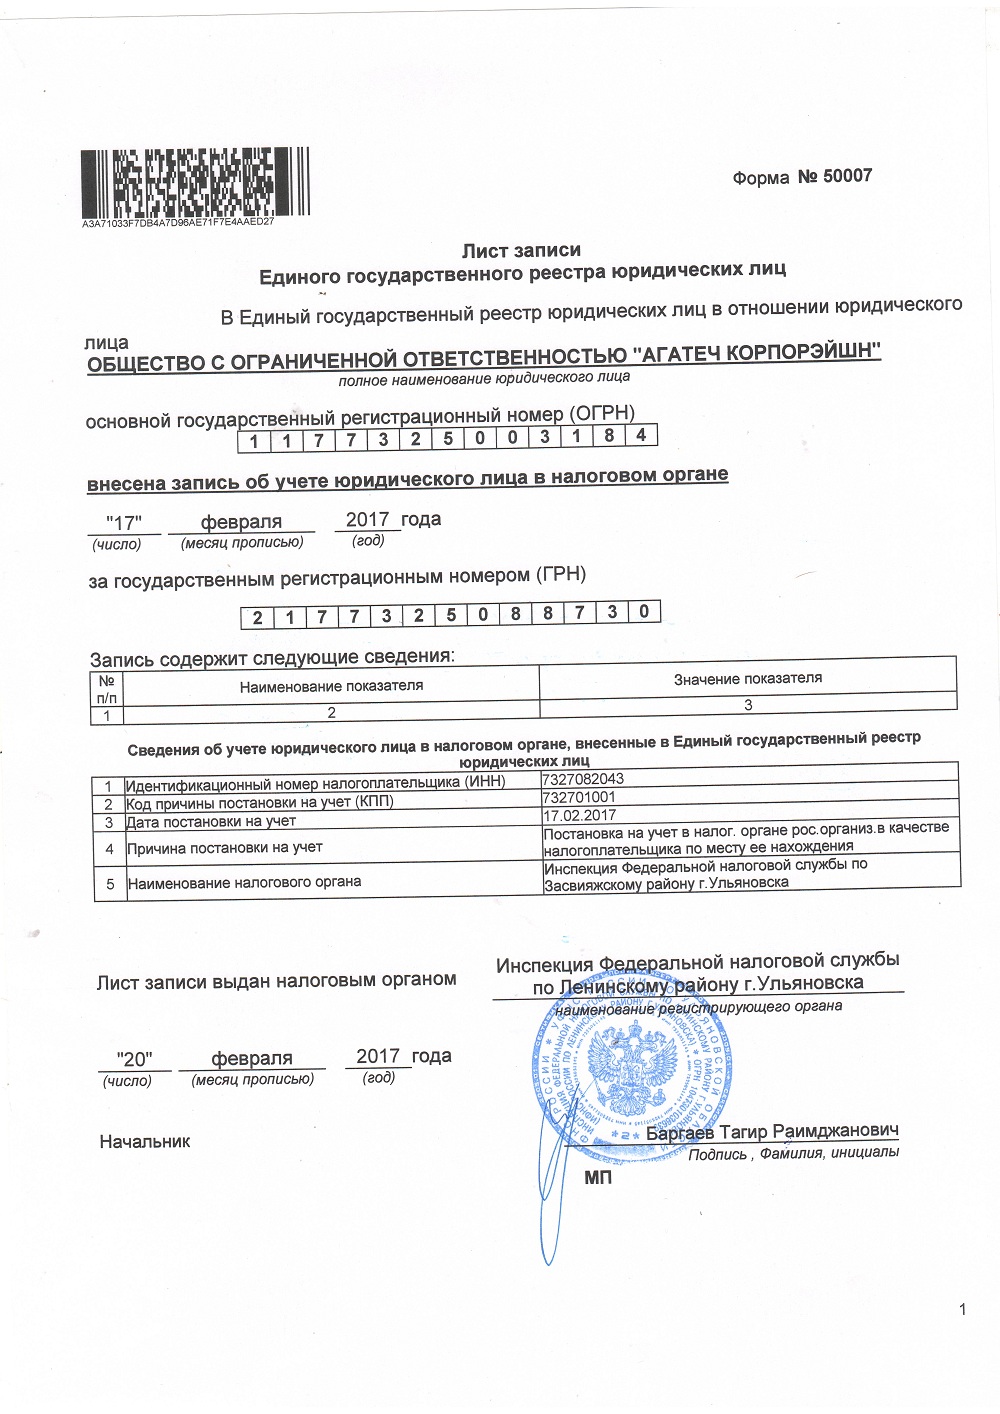 A3A71033F7DB4A7D96AE71F7E4AAED27
Форма № 50007
Лист записи
Единого государственного реестра юридических лиц
В Единый государственный реестр юридических лиц в отношении юридического
лица
ОБЩЕСТВО С ОГРАНИЧЕННОЙ ОТВЕТСТВЕННОСТЬЮ "АГАТЕЧ КОРПОРЭЙШН"
полное наименование юридического лица
основной государственный регистрационный номер (ОГРН)
1 1 7 7 3 2 5 0 0 3 1 8 4
внесена запись об учете юридического лица в налоговом органе
"17" февраля 2017 года
(число) (месяц прописью) (год)
за государственным регистрационным номером (ГРН)
2 1 7 7 3 2 5 0 8 8 7 3 0
Запись содержит следующие сведения:
№ п/п Наименование показателя Значение показателя
1 2 3
Сведения об учете юридического лица в налоговом органе, внесенные в Единый государственный реестр
юридических лиц
1 Идентификационный номер налогоплательщика (ИНН) 7327082043
2 Код причины постановки на учет (КПП) 732701001
3 Дата постановки на учет 17.02.2017
4 Причина постановки на учет Постановка на учет в налог. органе рос.организ.в качестве
налогоплательщика по месту ее нахождения
5 Наименование налогового органа Инспекция Федеральной налоговой службы по
Засвияжскому району г.Ульяновска
Лист записи выдан налоговым органом
Инспекция Федеральной налоговой службы
по Ленинскому району г.Ульяновска
наименование регистрирующего органа
"20" февраля 2017 года
(число) (месяц прописью) (год)
Начальник
Баргаев Тагир Раимджанович
Подпись , Фамилия, инициалы
МП
1